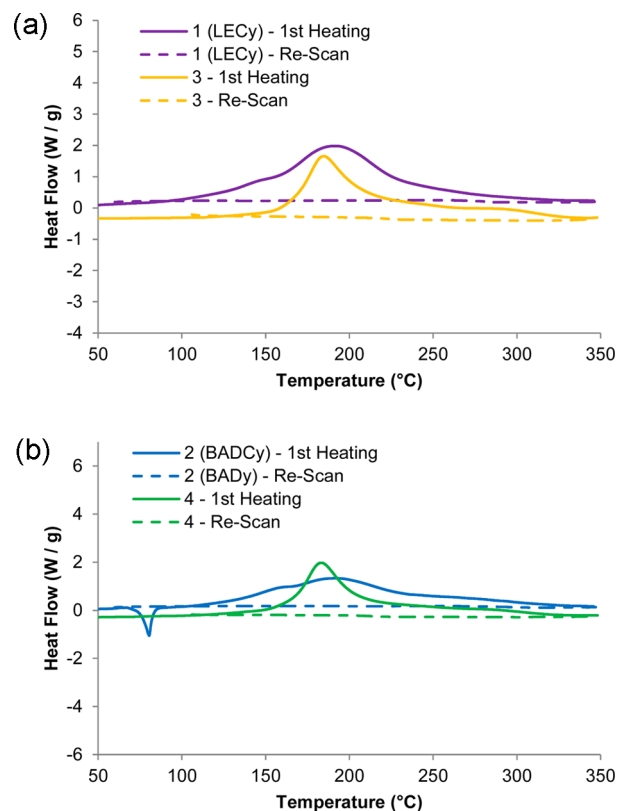 (a)
1 (LECy) - 1st Heating
1 (LECy) - Re-Scan
3 - 1st Heating
3 - Re-Scan
Heat Flow (W / g)
6
5
4
3
2
1
0
-1
-2
-3
-4
50 100 150 200 250 300 350
Temperature (°C)
(b)
2 (BADCy) - 1st Heating
2 (BADy) - Re-Scan
4 - 1st Heating
4 - Re-Scan
Heat Flow (W / g)
6
4
2
0
-2
-4
-6
50 100 150 200 250 300 350
Temperature (°C)